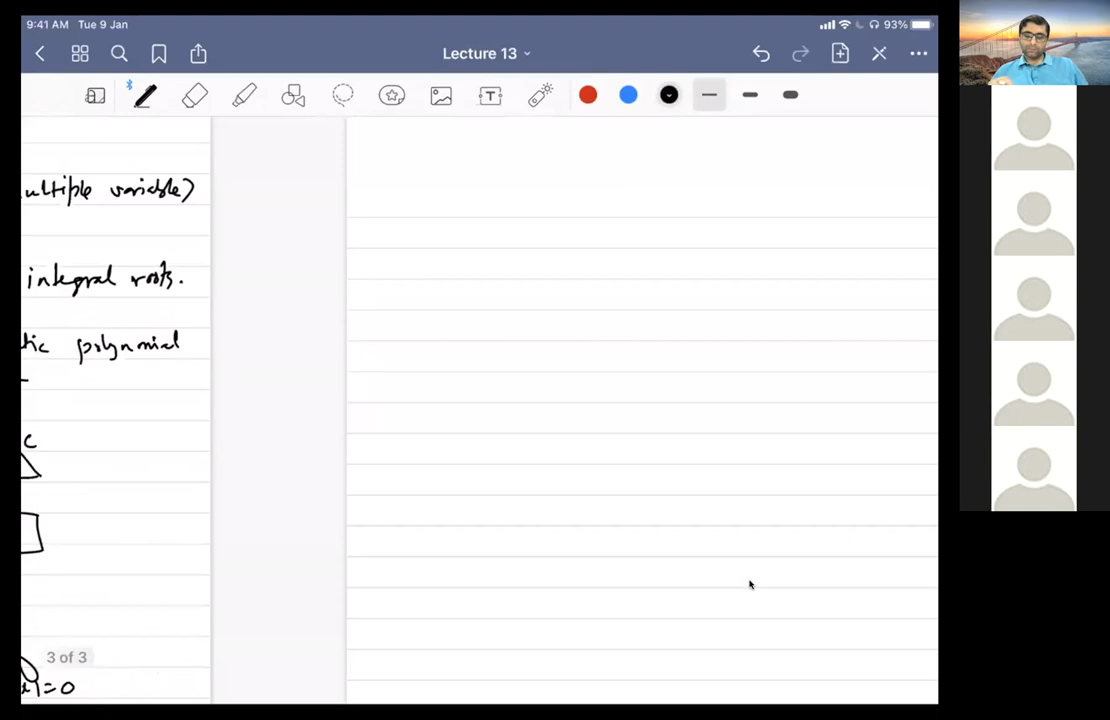 9:41 AM Tue 9 Jan
93%
Lecture 13
ultiple variable)
integral roots.
tic polynomial
C
3 of 3
=0